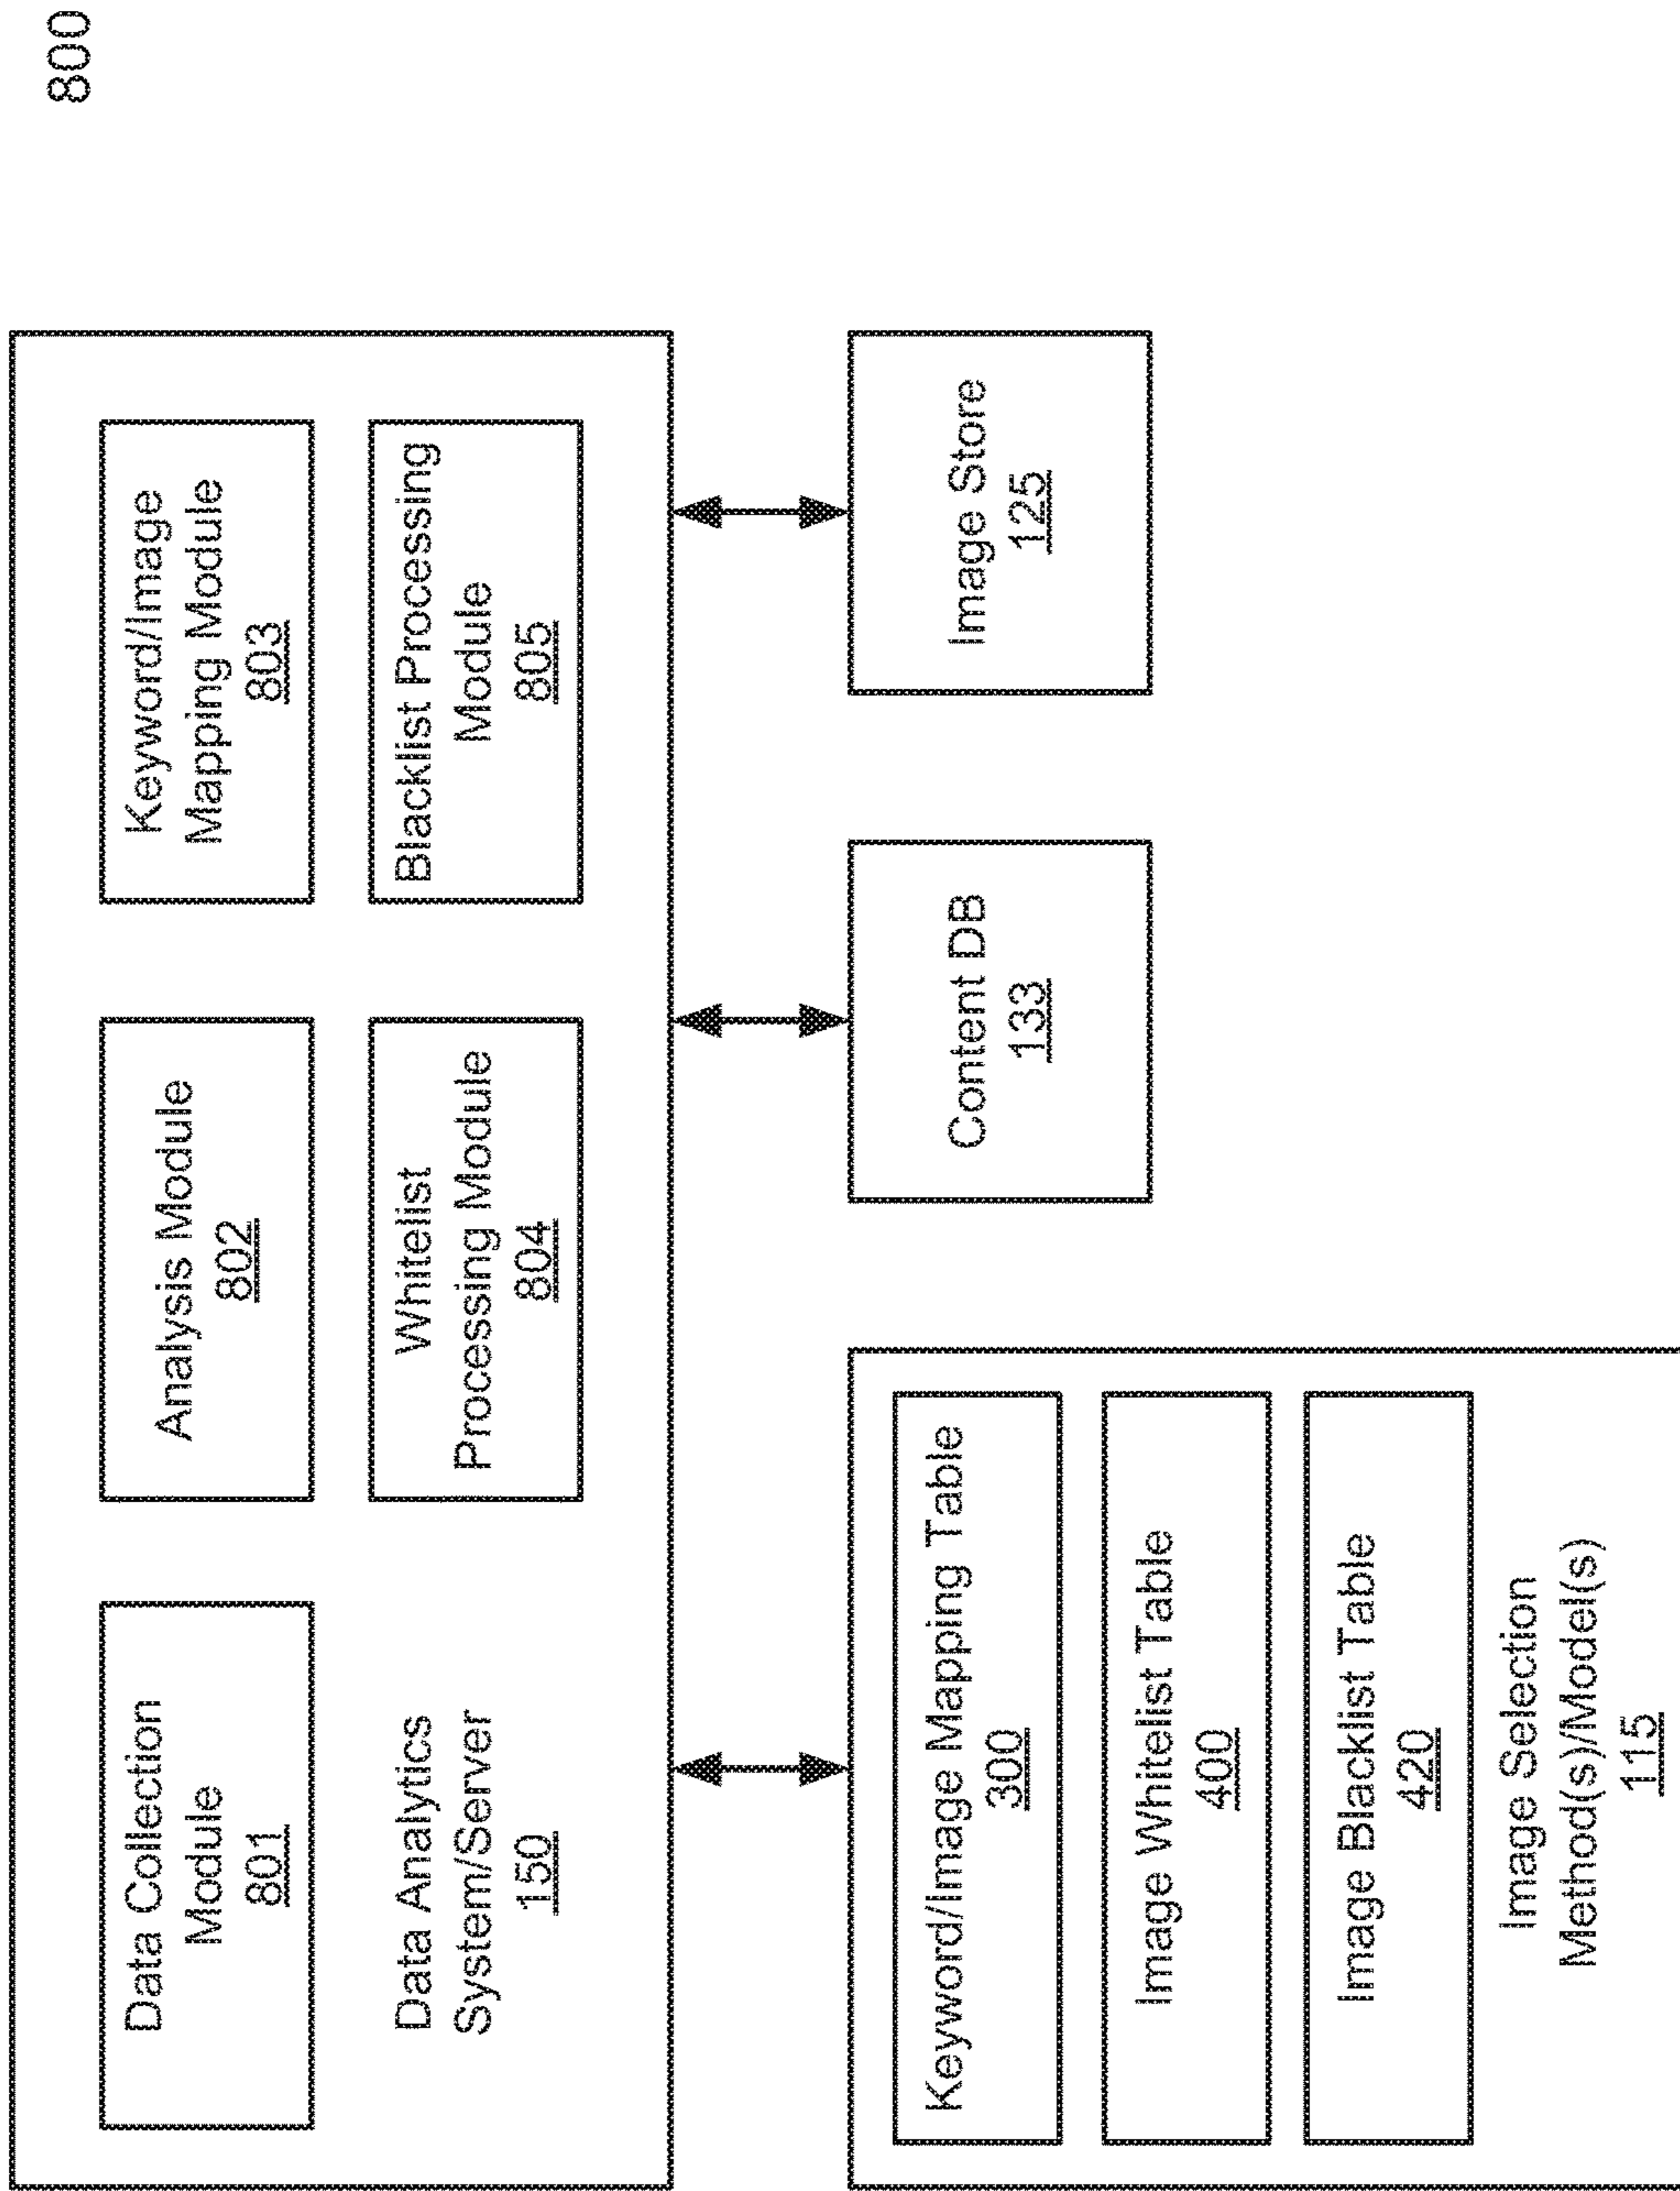 800
Data Collection
Module
801
Analysis Module
802
Keyword/Image
Mapping Module
803
Data Analytics
System/Server
150
Whitelist
Processing Module
804
Blacklist Processing
Module
805
Keyword/Image Mapping Table
300
Image Whitelist Table
400
Image Blacklist Table
420
Image Selection
Method(s)/Model(s)
115
Content DB
133
Image Store
125